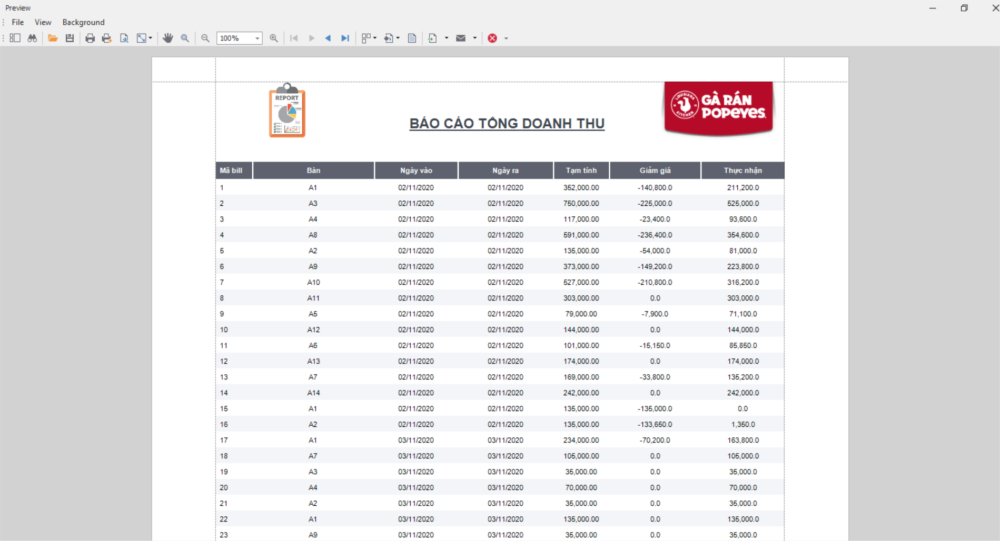 Preview
File View Background
100%
REPORT
LOUISIANA KITCHEN
GÀ RÁN
POPEYES
BÁO CÁO TỔNG DOANH THU
Mã bill Bàn Ngày vào Ngày ra Tạm tính Giảm giá Thực nhận
1 A1 02/11/2020 02/11/2020 352,000.00 -140,800.0 211,200.0
2 A3 02/11/2020 02/11/2020 750,000.00 -225,000.0 525,000.0
3 A4 02/11/2020 02/11/2020 117,000.00 -23,400.0 93,600.0
4 A8 02/11/2020 02/11/2020 591,000.00 -236,400.0 354,600.0
5 A2 02/11/2020 02/11/2020 135,000.00 -54,000.0 81,000.0
6 A9 02/11/2020 02/11/2020 373,000.00 -149,200.0 223,800.0
7 A10 02/11/2020 02/11/2020 527,000.00 -210,800.0 316,200.0
8 A11 02/11/2020 02/11/2020 303,000.00 0.0 303,000.0
9 A5 02/11/2020 02/11/2020 79,000.00 -7,900.0 71,100.0
10 A12 02/11/2020 02/11/2020 144,000.00 0.0 144,000.0
11 A6 02/11/2020 02/11/2020 101,000.00 -15,150.0 85,850.0
12 A13 02/11/2020 02/11/2020 174,000.00 0.0 174,000.0
13 A7 02/11/2020 02/11/2020 169,000.00 -33,800.0 135,200.0
14 A14 02/11/2020 02/11/2020 242,000.00 0.0 242,000.0
15 A1 02/11/2020 02/11/2020 135,000.00 -135,000.0 0.0
16 A2 02/11/2020 02/11/2020 135,000.00 -133,650.0 1,350.0
17 A1 03/11/2020 03/11/2020 234,000.00 -70,200.0 163,800.0
18 A7 03/11/2020 03/11/2020 105,000.00 0.0 105,000.0
19 A3 03/11/2020 03/11/2020 35,000.00 0.0 35,000.0
20 A4 03/11/2020 03/11/2020 70,000.00 0.0 70,000.0
21 A2 03/11/2020 03/11/2020 35,000.00 0.0 35,000.0
22 A1 03/11/2020 03/11/2020 135,000.00 0.0 135,000.0
23 A9 03/11/2020 03/11/2020 35,000.00 0.0 35,000.0